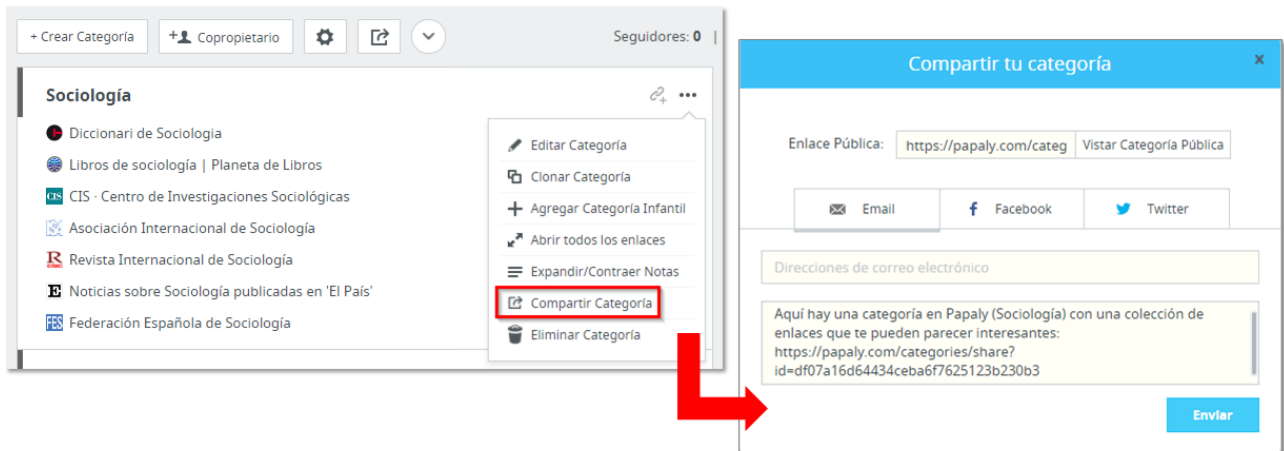 + Crear Categoría
Copropietario
Seguidores: 0 |
Sociología
Diccionari de Sociologia
Libros de sociología | Planeta de Libros
CIS
CIS · Centro de Investigaciones Sociológicas
Asociación Internacional de Sociología
R
Revista Internacional de Sociología
E
Noticias sobre Sociología publicadas en 'El País'
FES
Federación Española de Sociología
Editar Categoría
Clonar Categoría
Agregar Categoría Infantil
Abrir todos los enlaces
Expandir/Contraer Notas
Compartir Categoría
Eliminar Categoría
Compartir tu categoría
x
Enlace Pública:
https://papaly.com/categ
Vistar Categoría Pública
Email
Facebook
Twitter
Direcciones de correo electrónico
Aquí hay una categoría en Papaly (Sociología) con una colección de
enlaces que te pueden parecer interesantes:
https://papaly.com/categories/share?
id=df07a16d64434ceba6f7625123b230b3
Enviar